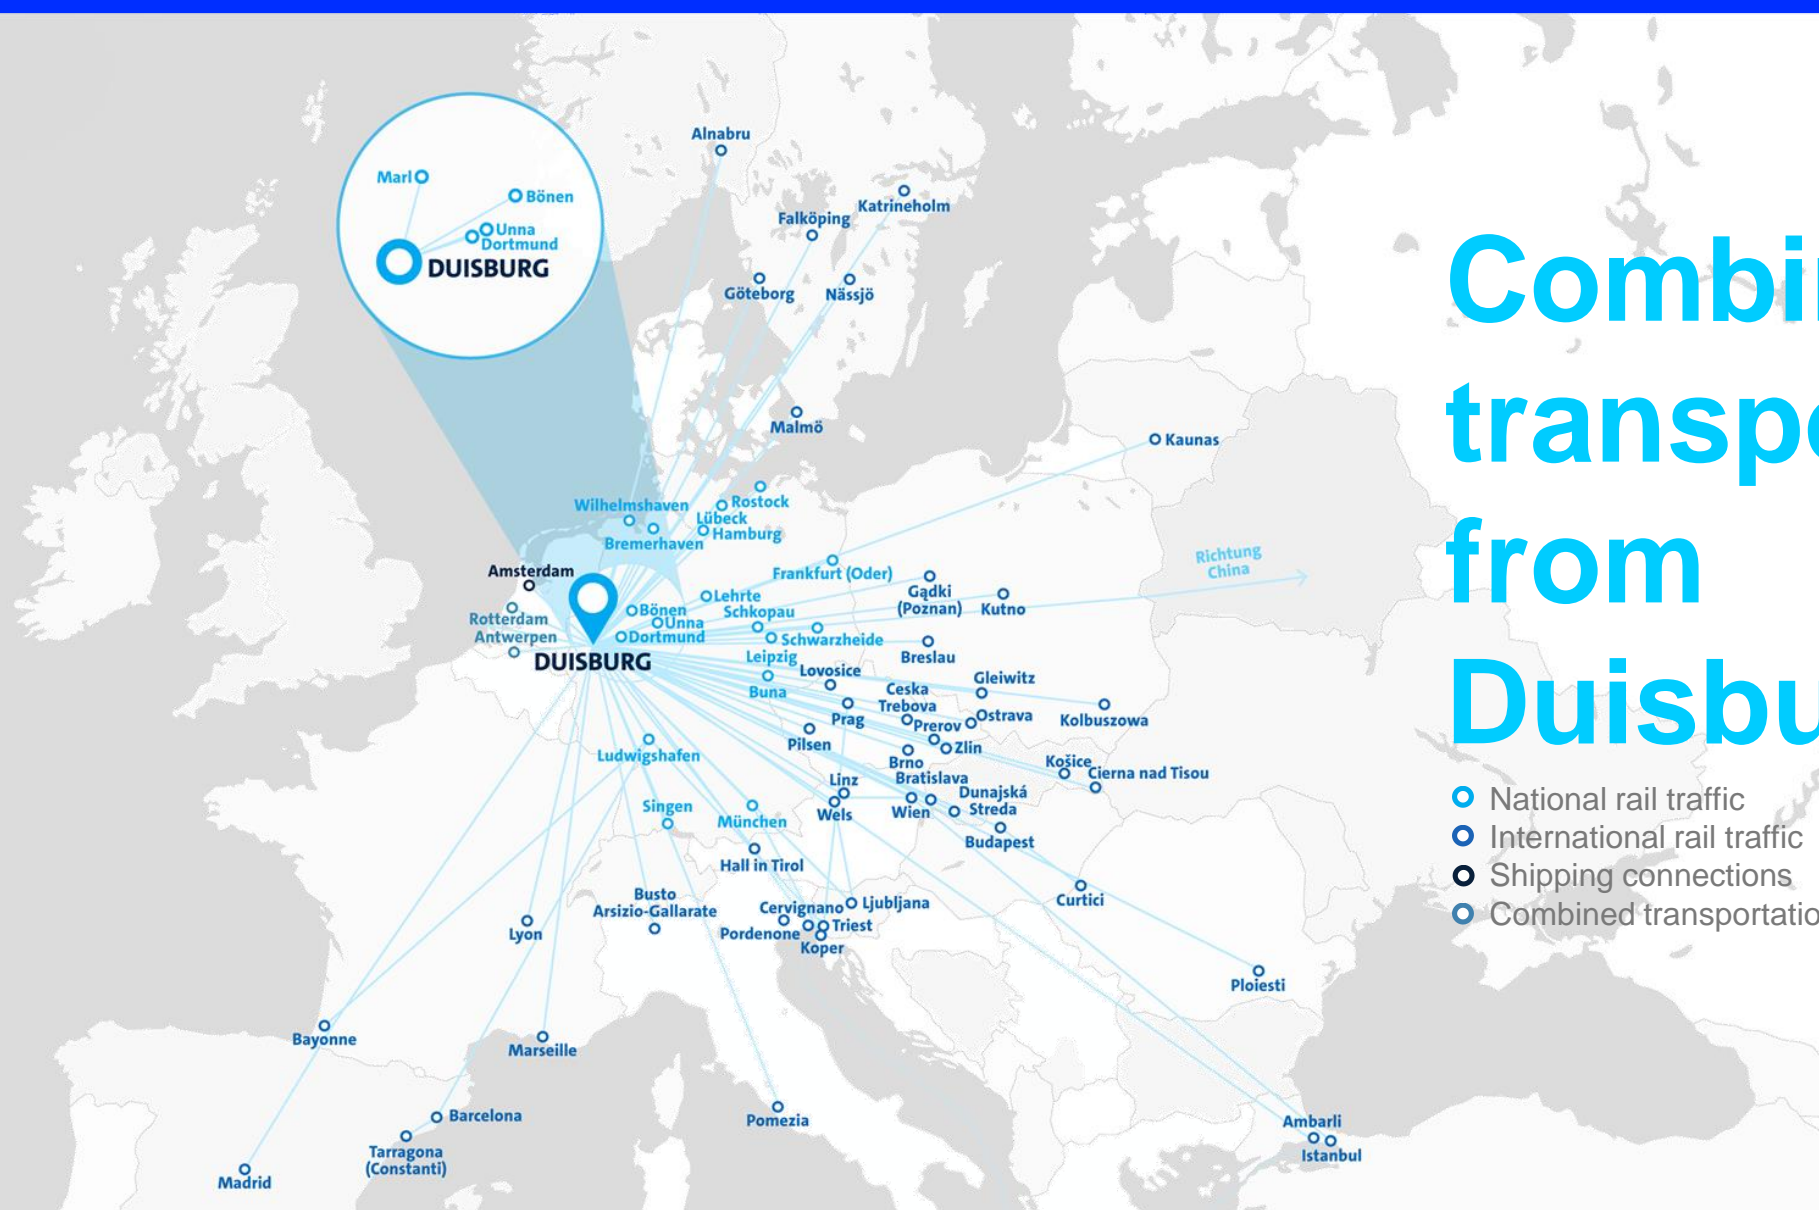 Alnabru
Marl
Bönen
Unna
Dortmund
DUISBURG
Falköping
Katrineholm
Göteborg
Nässjö
Malmö
Kaunas
Wilhelmshaven
Rostock
Lübeck
Hamburg
Bremerhaven
Amsterdam
Frankfurt (Oder)
Richtung
China
Gądki
(Poznan)
Kutno
Rotterdam
Antwerpen
Lehrte
Bönen
Schkopau
Unna
Dortmund
Schwarzheide
DUISBURG
Leipzig
Breslau
Lovosice
Buna
Gleiwitz
Ceska
Trebova
Prag
Prerov
Ostrava
Kolbuszowa
Pilsen
Zlin
Ludwigshafen
Brno
Košice
Cierna nad Tisou
Linz
Bratislava
Dunajská
Streda
Wels
Wien
Singen
München
Budapest
Hall in Tirol
Busto
Arsizio-Gallarate
Cervignano
Ljubljana
Curtici
Pordenone
Triest
Koper
Lyon
Ploiesti
Bayonne
Marseille
Barcelona
Pomezia
Ambarli
Istanbul
Tarragona
(Constanti)
Madrid
Combin
transpo
from
Duisbu
National rail traffic
International rail traffic
Shipping connections
Combined transportatio